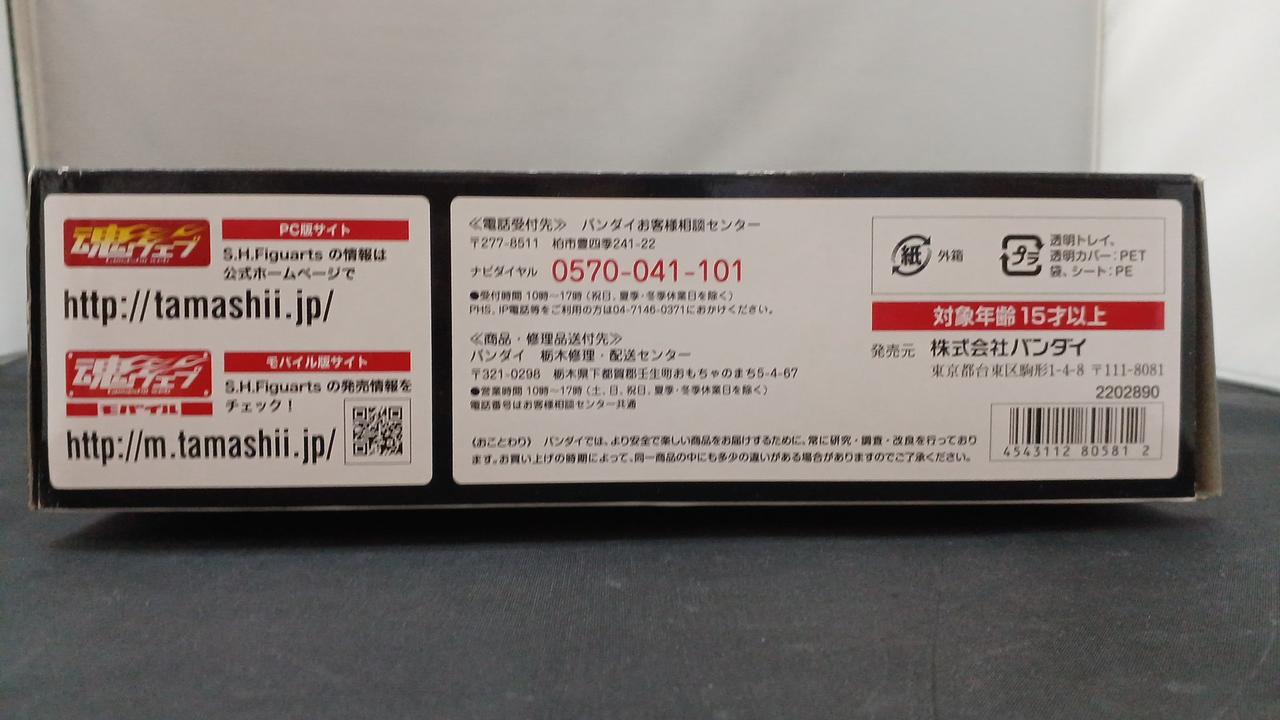 魂ウェブ
PC版サイト
S.H.Figuarts の情報は
公式ホームページで
http://tamashii.jp/
魂ウェブ
モバイル
モバイル版サイト
S.H.Figuarts の発売情報を
チェック！
http://m.tamashii.jp/
≪電話受付先≫ バンダイお客様相談センター
〒277-8511 柏市豊四季241-22
ナビダイヤル 0570-041-101
●受付時間 10時～17時（祝日、夏季・冬季休業日を除く）
PHS、IP電話等をご利用の方は04-7146-0371におかけください。
≪商品・修理品送付先≫
バンダイ 栃木修理・配送センター
〒321-0298 栃木県下都賀郡壬生町おもちゃのまち5-4-67
●営業時間 10時～17時（土、日、祝日、夏季・冬季休業日を除く）
電話番号はお客様相談センター共通
〈おことわり〉 バンダイでは、より安全で楽しい商品をお届けするために、常に研究・調査・改良を行っており
ます。お買い上げの時期によって、同一商品の中にも多少の違いがある場合がありますのでご了承ください。
紙 外箱
プラ
透明トレイ、
透明カバー：PET
袋、シート：PE
対象年齢15才以上
発売元 株式会社バンダイ
東京都台東区駒形1-4-8 〒111-8081
2202890
4543112 80581 2